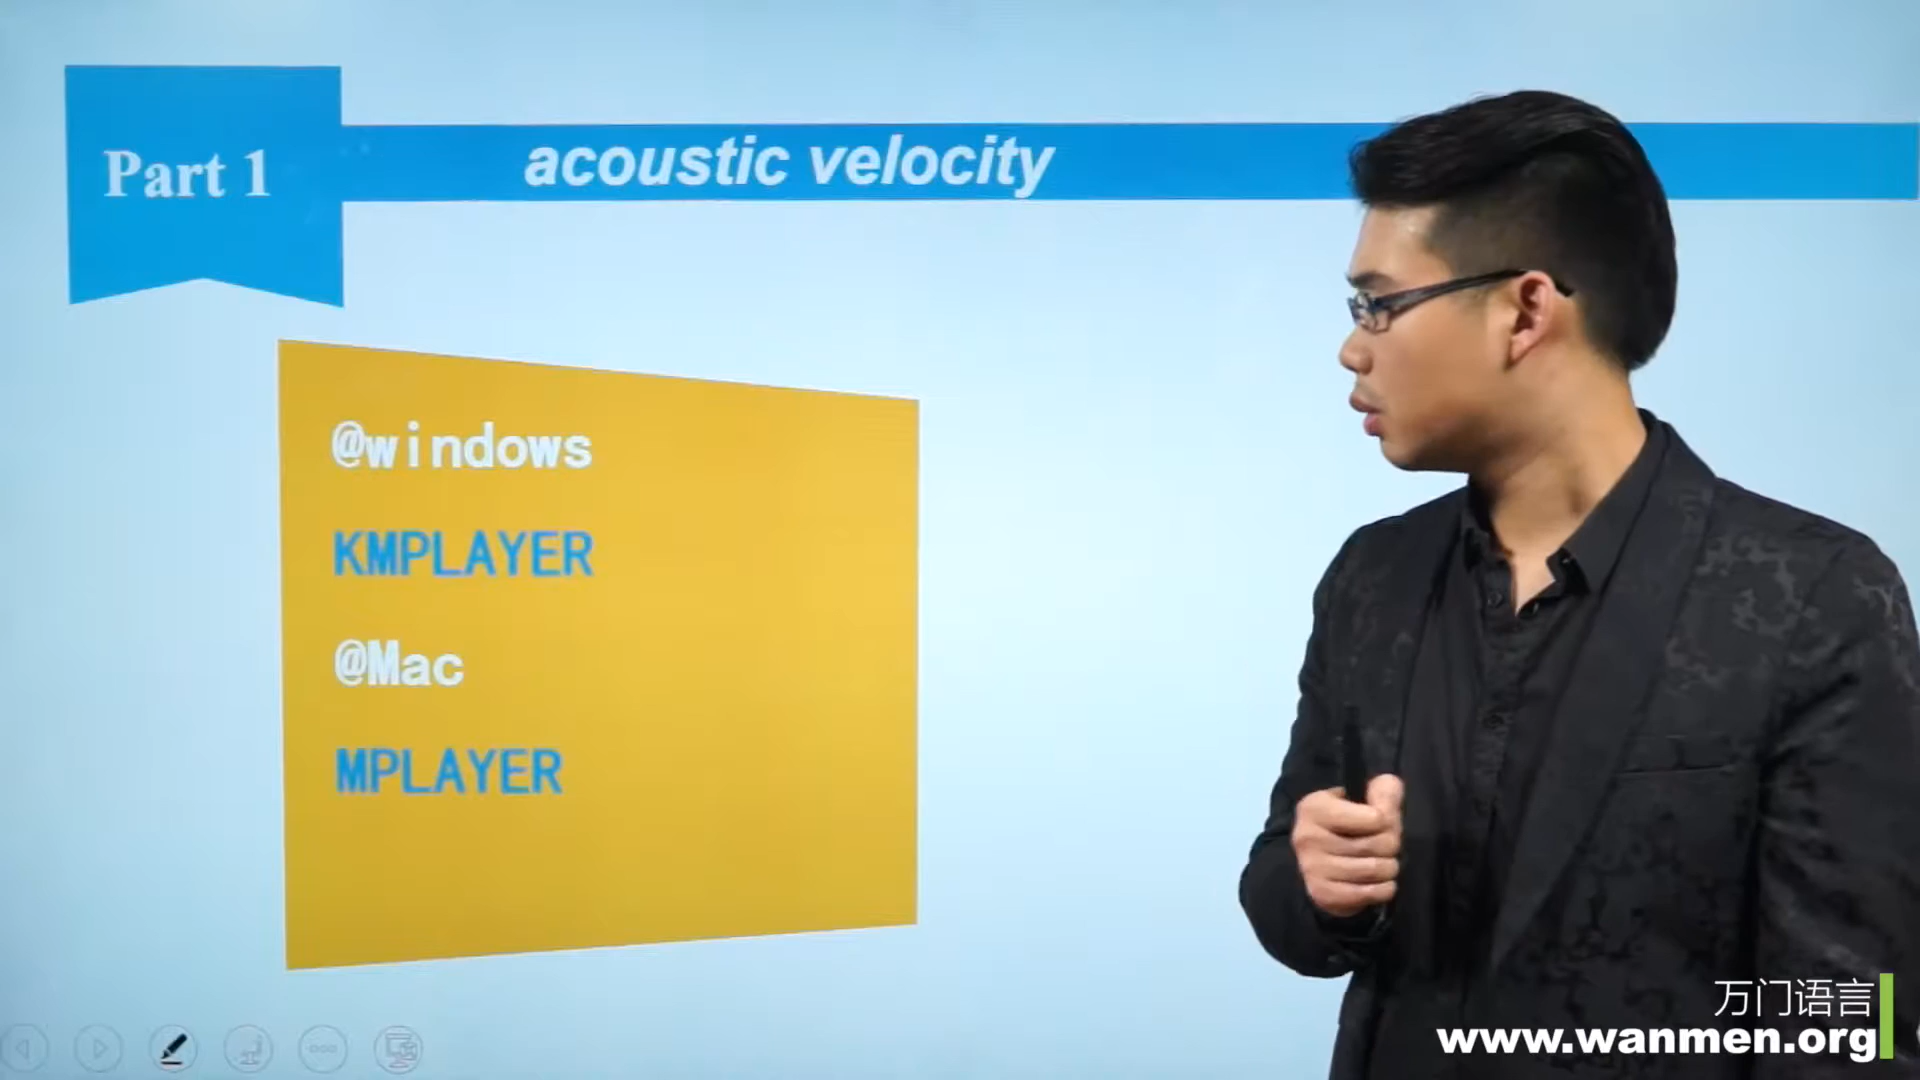 Part 1
acoustic velocity
@windows
KMPLAYER
@Mac
MPLAYER
万门语言
www.wanmen.org